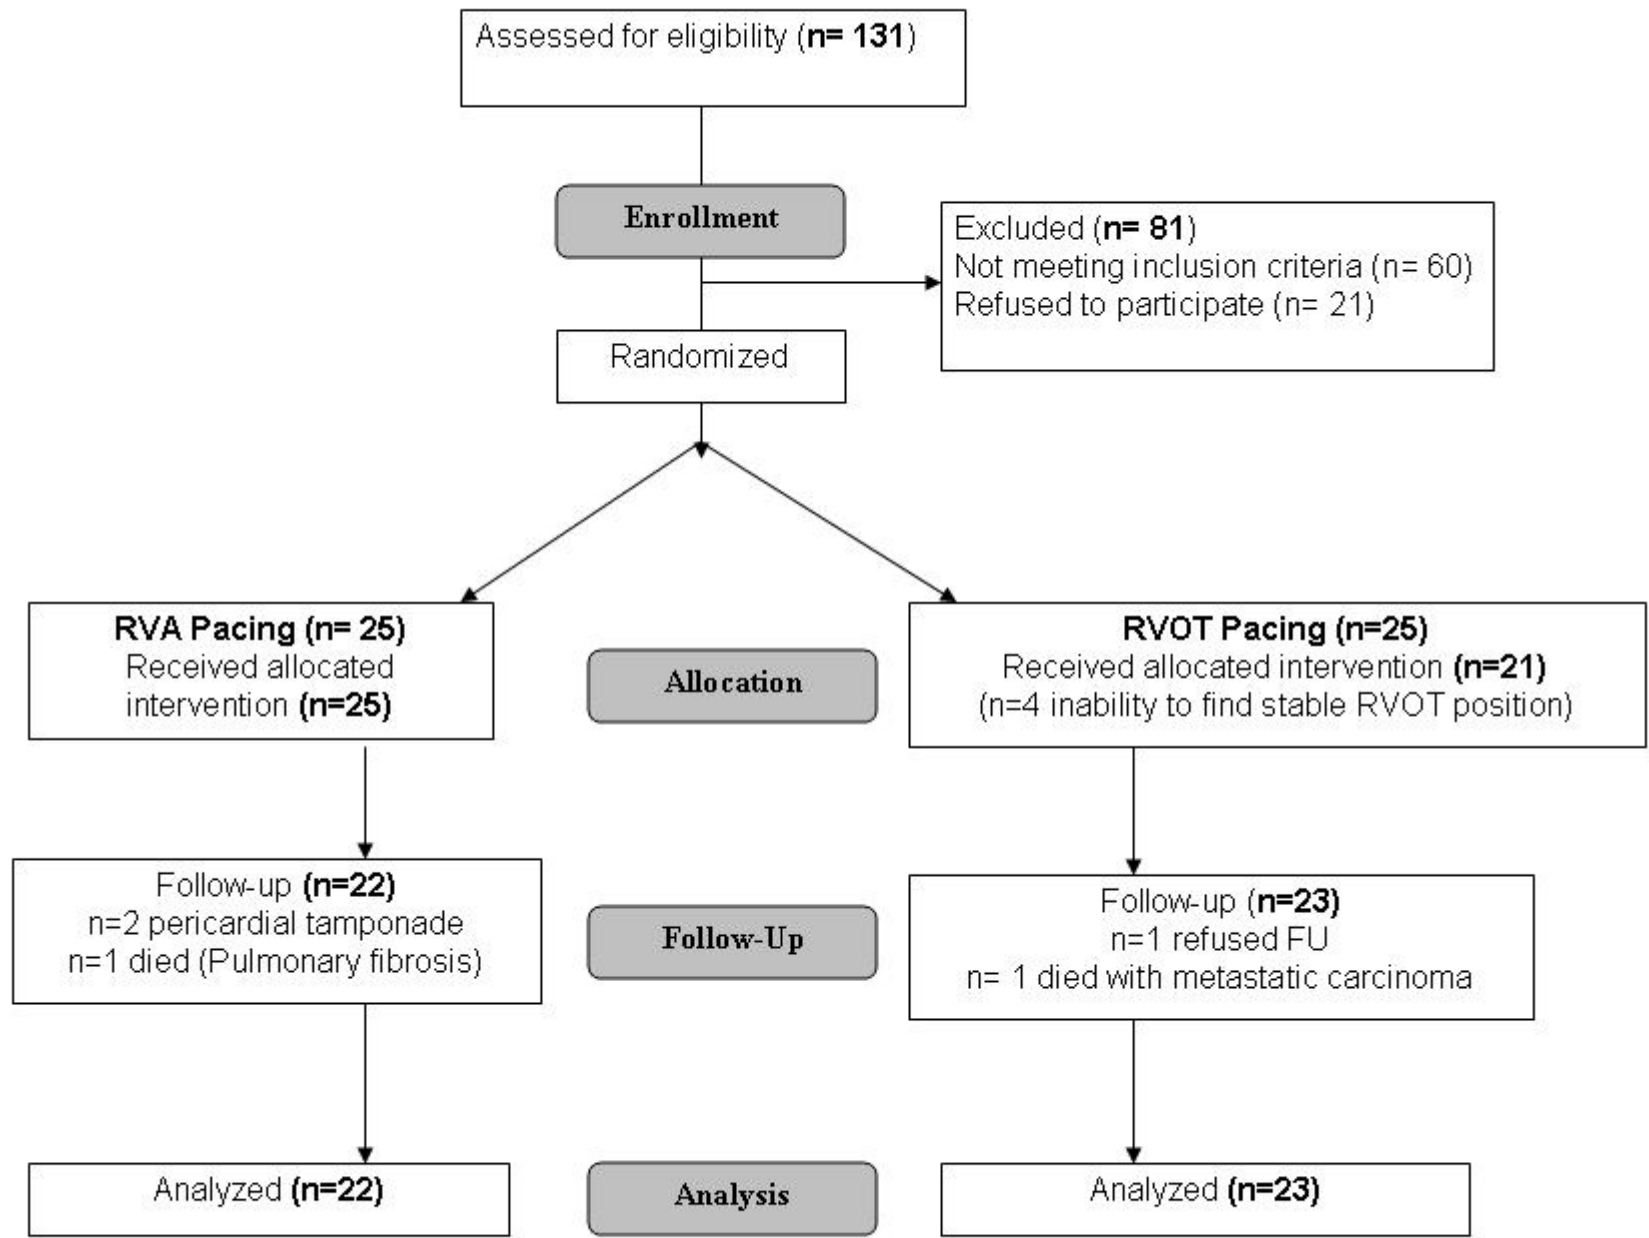 Assessed for eligibility (n= 131)
Enrollment
Excluded (n= 81)
Not meeting inclusion criteria (n= 60)
Refused to participate (n= 21)
Randomized
RVA Pacing (n= 25)
Received allocated
intervention (n=25)
Allocation
RVOT Pacing (n=25)
Received allocated intervention (n=21)
(n=4 inability to find stable RVOT position)
Follow-up (n=22)
n=2 pericardial tamponade
n=1 died (Pulmonary fibrosis)
Follow-Up
Follow-up (n=23)
n=1 refused FU
n= 1 died with metastatic carcinoma
Analyzed (n=22)
Analysis
Analyzed (n=23)